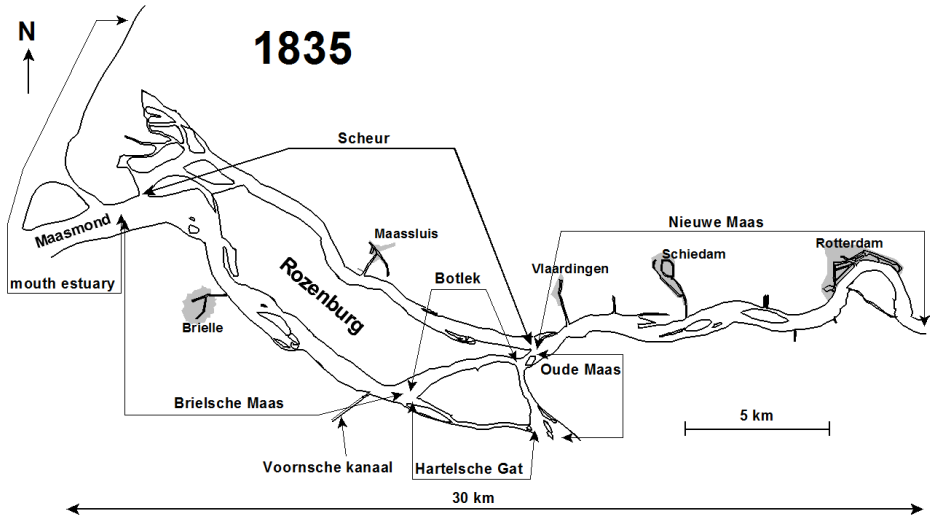 N
1835
Scheur
Maasmond
Maassluis
Nieuwe Maas
Rotterdam
Schiedam
Vlaardingen
mouth estuary
Rozenburg
Botlek
Brielle
Oude Maas
Brielsche Maas
5 km
Voornsche kanaal
Hartelsche Gat
30 km